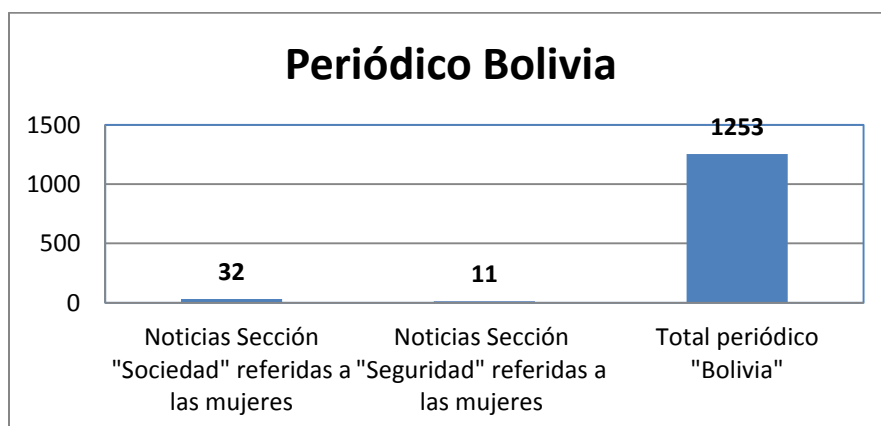 Periódico Bolivia
1500
1000
500
0
32
11
1253
Noticias Sección
"Sociedad" referidas a
las mujeres
Noticias Sección
"Seguridad" referidas a
las mujeres
Total periódico
"Bolivia"